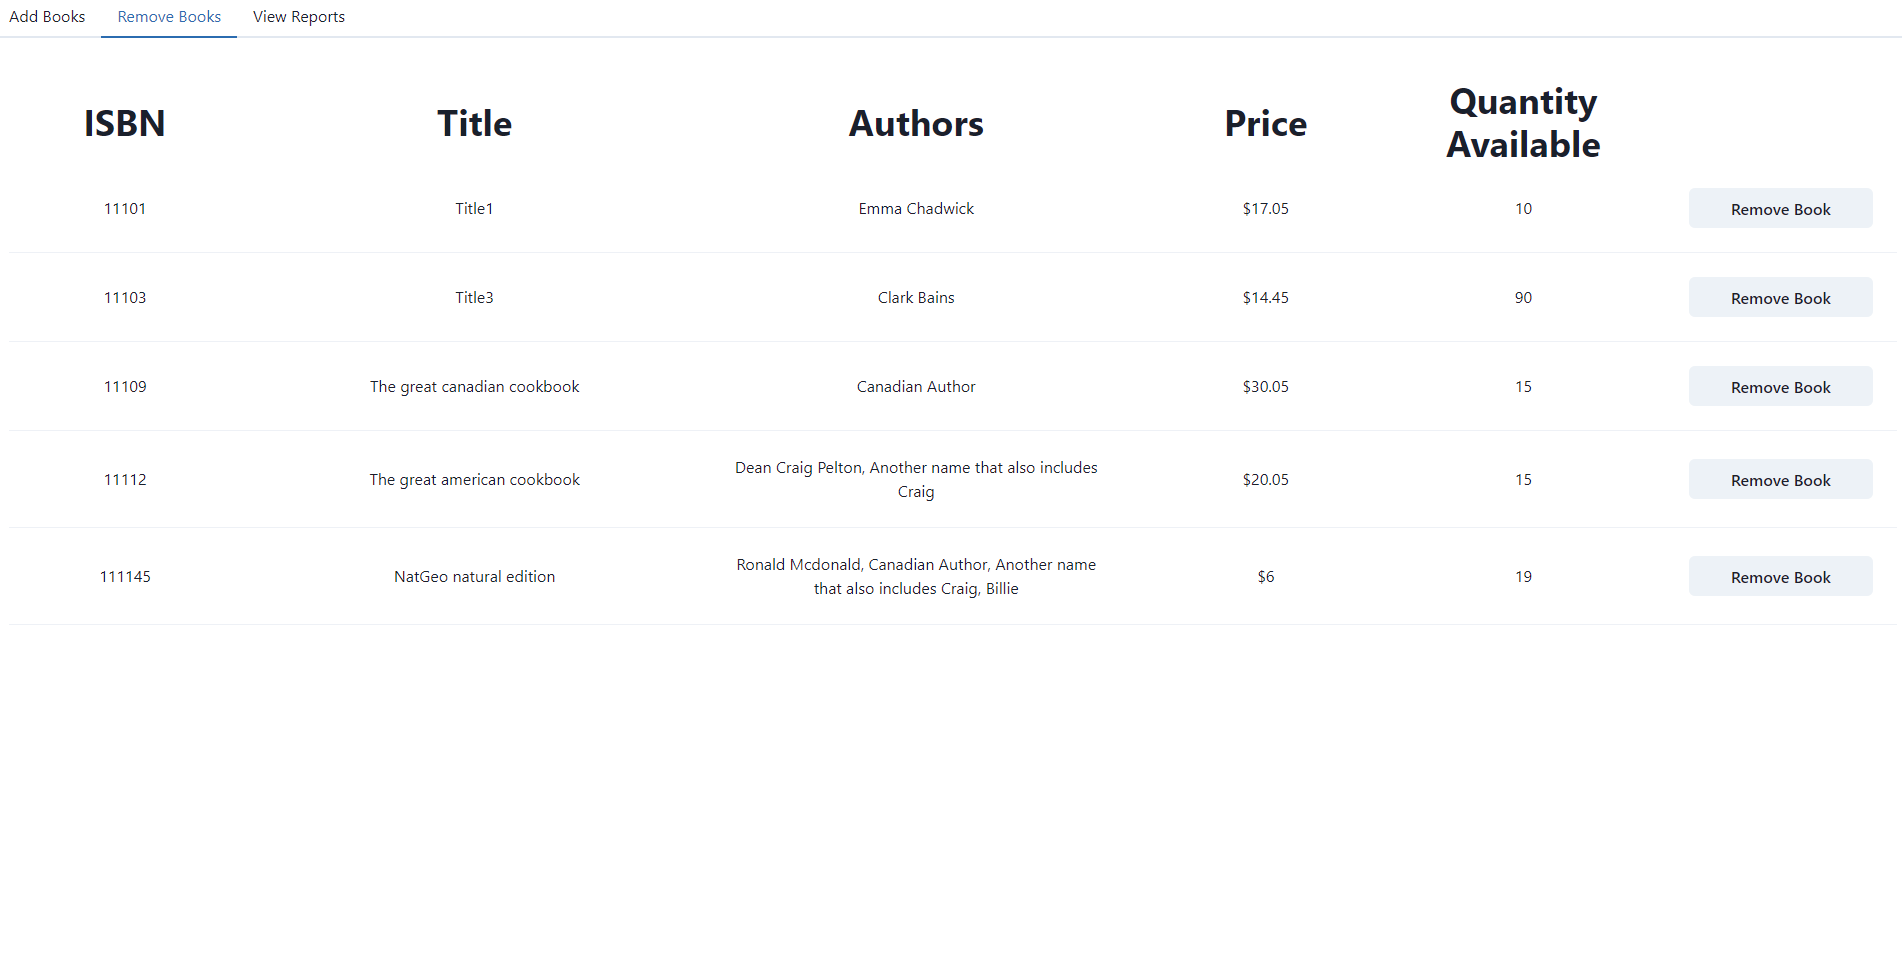 Add Books Remove Books View Reports
ISBN Title Authors Price Quantity Available
11101 Title1 Emma Chadwick $17.05 10 Remove Book
11103 Title3 Clark Bains $14.45 90 Remove Book
11109 The great canadian cookbook Canadian Author $30.05 15 Remove Book
11112 The great american cookbook Dean Craig Pelton, Another name that also includes Craig $20.05 15 Remove Book
111145 NatGeo natural edition Ronald Mcdonald, Canadian Author, Another name that also includes Craig, Billie $6 19 Remove Book